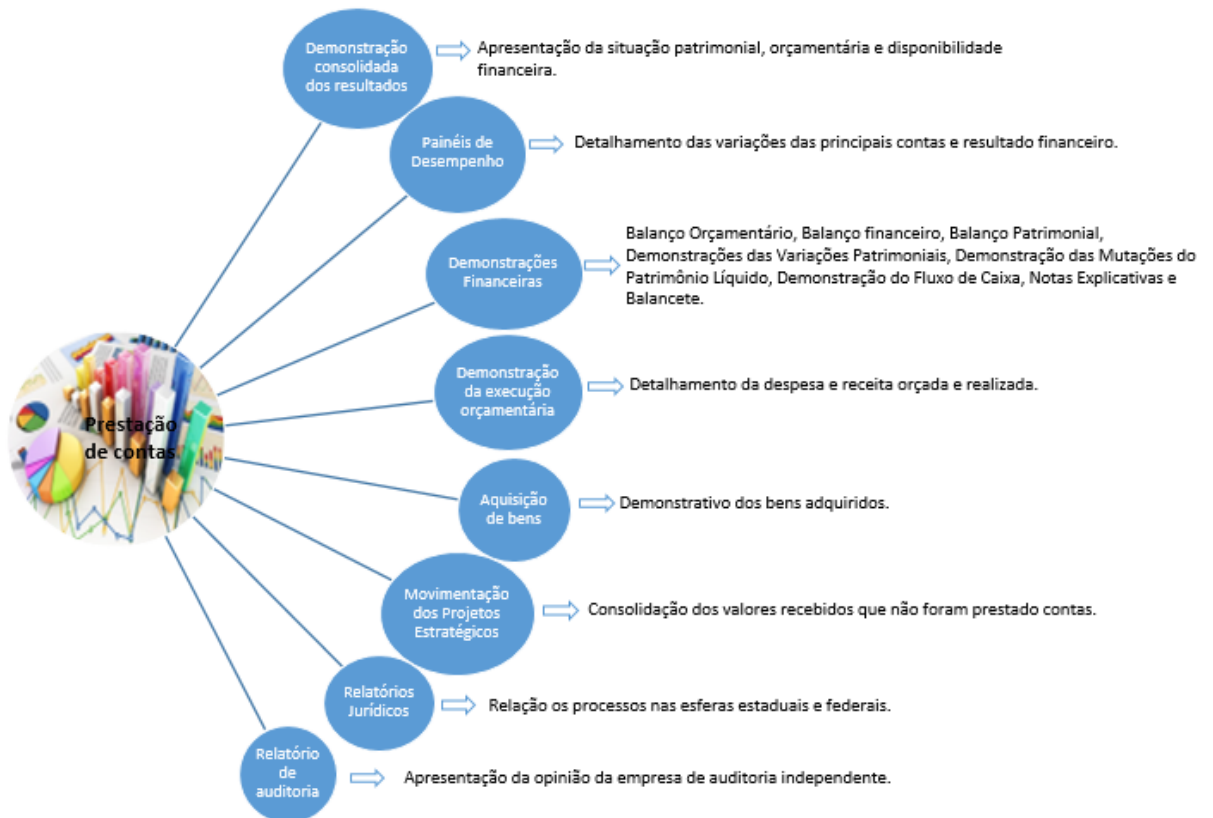 Demonstração
consolidada
dos resultados
Apresentação da situação patrimonial, orçamentária e disponibilidade
financeira.
Painéis de
Desempenho
Detalhamento das variações das principais contas e resultado financeiro.
Demonstrações
Financeiras
Balanço Orçamentário, Balanço financeiro, Balanço Patrimonial,
Demonstrações das Variações Patrimoniais, Demonstração das Mutações do
Patrimônio Líquido, Demonstração do Fluxo de Caixa, Notas Explicativas e
Balancete.
Demonstração
da execução
orçamentária
Detalhamento da despesa e receita orçada e realizada.
Prestação
de contas
Aquisição
de bens
Demonstrativo dos bens adquiridos.
Movimentação
dos Projetos
Estratégicos
Consolidação dos valores recebidos que não foram prestado contas.
Relatórios
Jurídicos
Relação os processos nas esferas estaduais e federais.
Relatório
de
auditoria
Apresentação da opinião da empresa de auditoria independente.